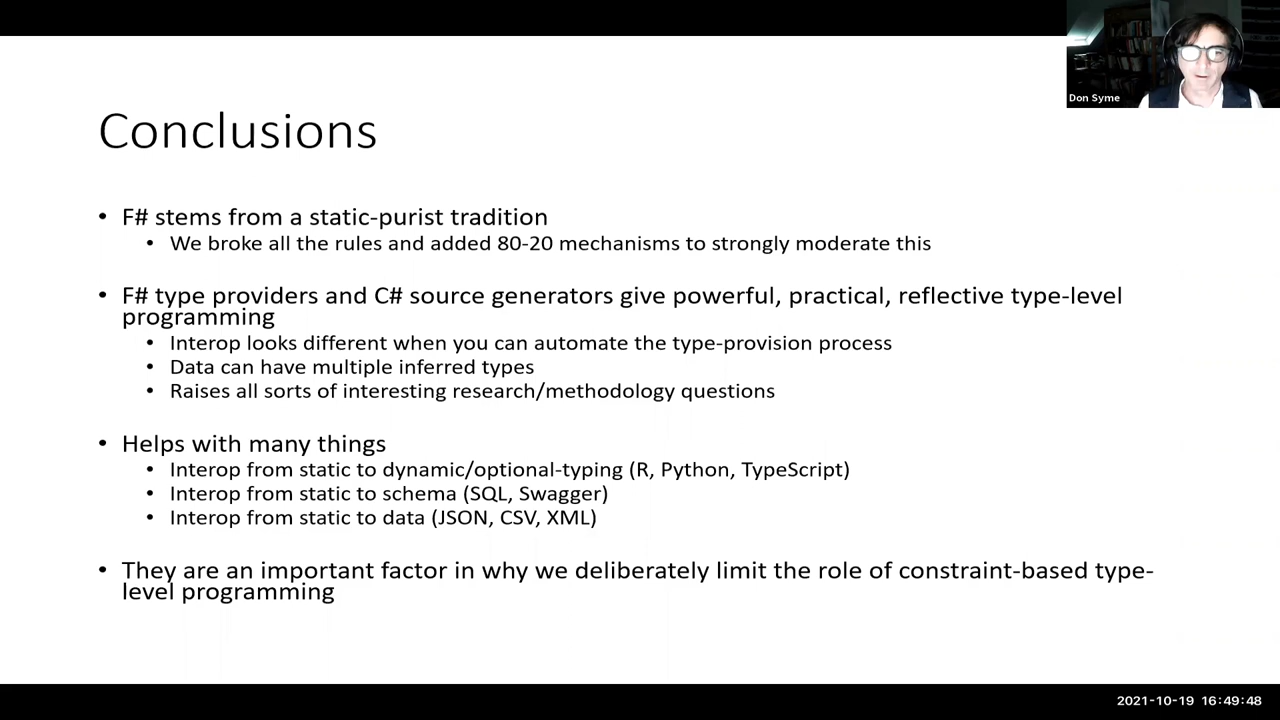 Don Syme
Conclusions
• F# stems from a static-purist tradition
• We broke all the rules and added 80-20 mechanisms to strongly moderate this
• F# type providers and C# source generators give powerful, practical, reflective type-level
programming
• Interop looks different when you can automate the type-provision process
• Data can have multiple inferred types
• Raises all sorts of interesting research/methodology questions
• Helps with many things
• Interop from static to dynamic/optional-typing (R, Python, TypeScript)
• Interop from static to schema (SQL, Swagger)
• Interop from static to data (JSON, CSV, XML)
• They are an important factor in why we deliberately limit the role of constraint-based type-
level programming
2021-10-19 16:49:48